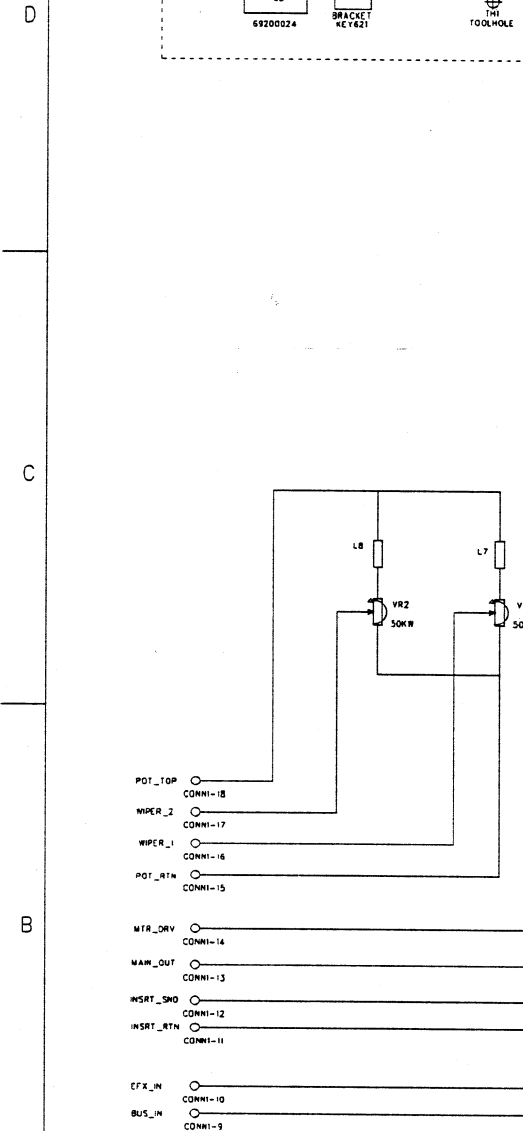 D
69200024
BRACKET
KEY621
TH1
TOOLHOLE
C
L8
L7
VR2
50KW
V
50
POT_TOP
CONN1-18
WIPER_2
CONN1-17
WIPER_1
CONN1-16
POT_RTN
CONN1-15
B
MTR_DRV
CONN1-14
MAIN_OUT
CONN1-13
INSRT_SND
CONN1-12
INSRT_RTN
CONN1-11
EFX_IN
CONN1-10
BUS_IN
CONN1-9